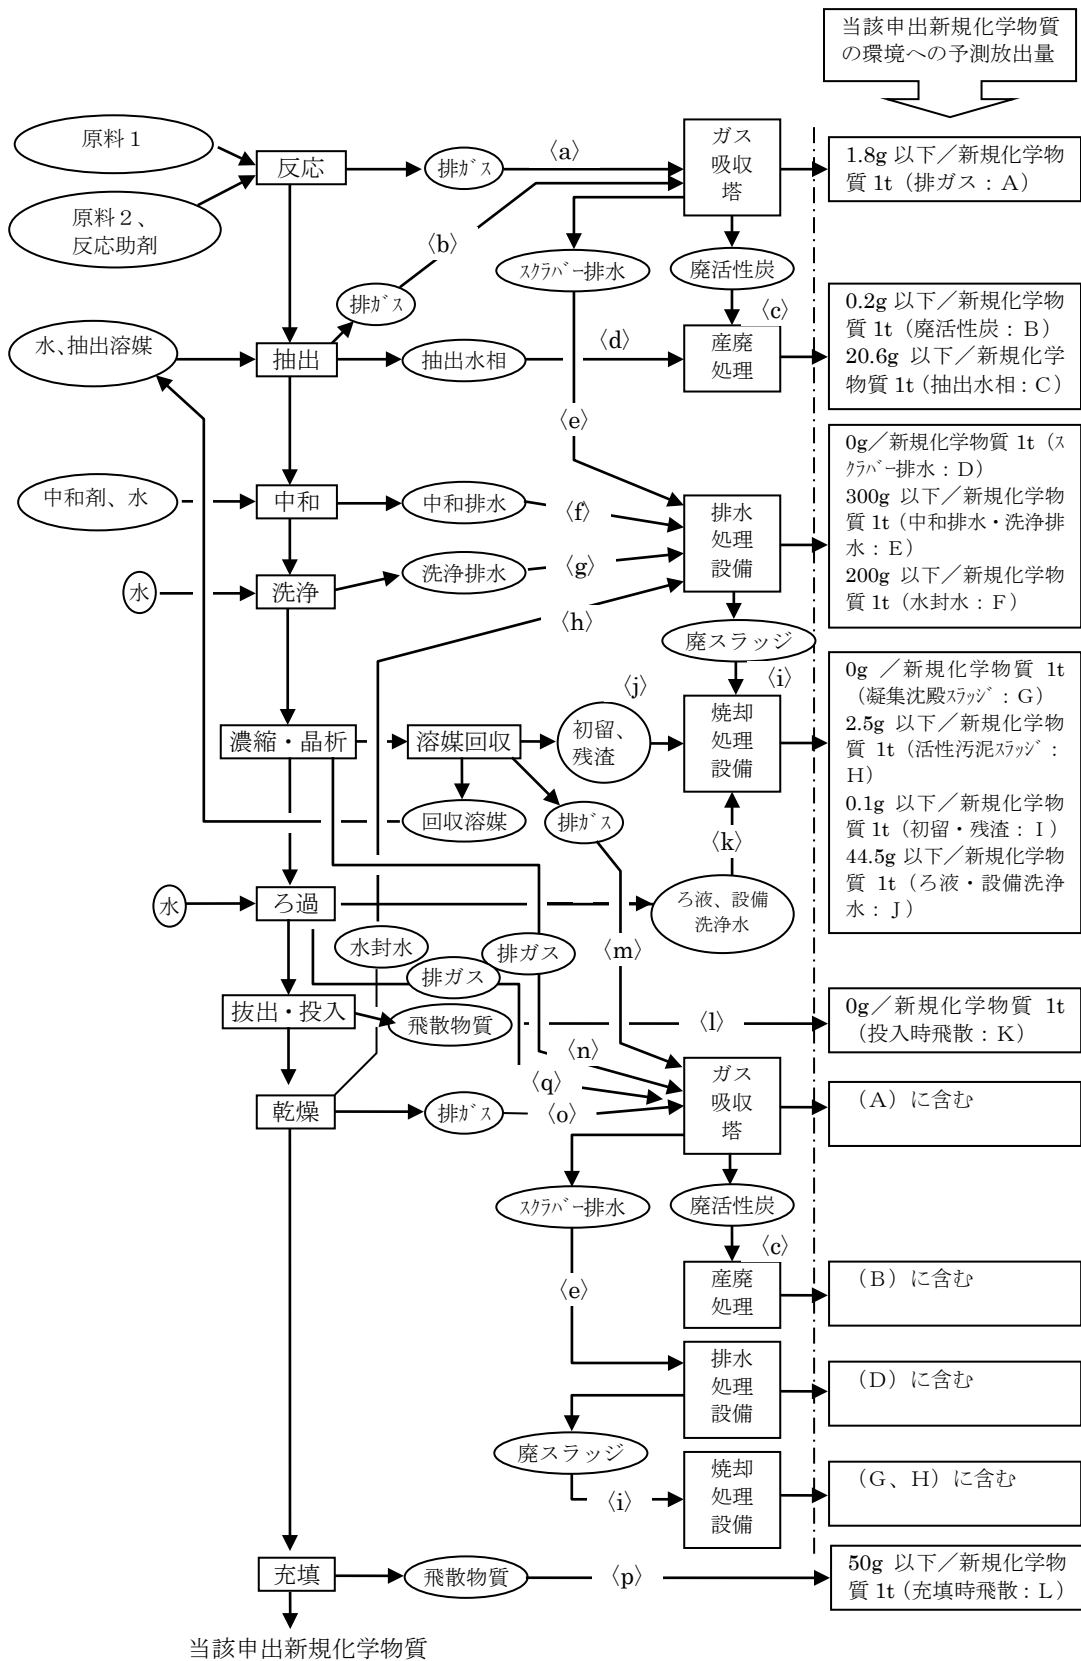 当該申出新規化学物質
の環境への予測放出量
原料１
反応
排ガス
〈a〉
ガス
吸収
塔
1.8g 以下／新規化学物
質 1t（排ガス：A）
原料２、
反応助剤
〈b〉
スクラバー排水
廃活性炭
排ガス
〈c〉
水、抽出溶媒
抽出
抽出水相
〈d〉
産廃
処理
0.2g 以下／新規化学物
質 1t（廃活性炭：B）
20.6g 以下／新規化学
物質 1t（抽出水相：C）
〈e〉
中和剤、水
中和
中和排水
〈f〉
排水
処理
設備
0g／新規化学物質 1t（ス
クラバー排水：D）
300g 以下／新規化学物
質 1t（中和排水・洗浄排
水：E）
200g 以下／新規化学物
質 1t（水封水：F）
水
洗浄
洗浄排水
〈g〉
〈h〉
廃スラッジ
〈i〉
濃縮・晶析
溶媒回収
初留、
残渣
〈j〉
焼却
処理
設備
0g ／新規化学物質 1t
（凝集沈殿スラッジ：G）
2.5g 以下／新規化学物
質 1t（活性汚泥スラッジ：
H）
0.1g 以下／新規化学物
質 1t（初留・残渣：I）
44.5g 以下／新規化学物
質 1t（ろ液・設備洗浄
水：J）
回収溶媒
排ガス
〈k〉
水
ろ過
ろ液、設備
洗浄水
水封水
排ガス
排ガス
〈m〉
抜出・投入
飛散物質
〈l〉
0g／新規化学物質 1t
（投入時飛散：K）
〈n〉
〈q〉
乾燥
排ガス
〈o〉
ガス
吸収
塔
（A）に含む
スクラバー排水
廃活性炭
〈c〉
〈e〉
産廃
処理
（B）に含む
排水
処理
設備
（D）に含む
廃スラッジ
〈i〉
焼却
処理
設備
（G、H）に含む
充填
飛散物質
〈p〉
50g 以下／新規化学物
質 1t（充填時飛散：L）
当該申出新規化学物質